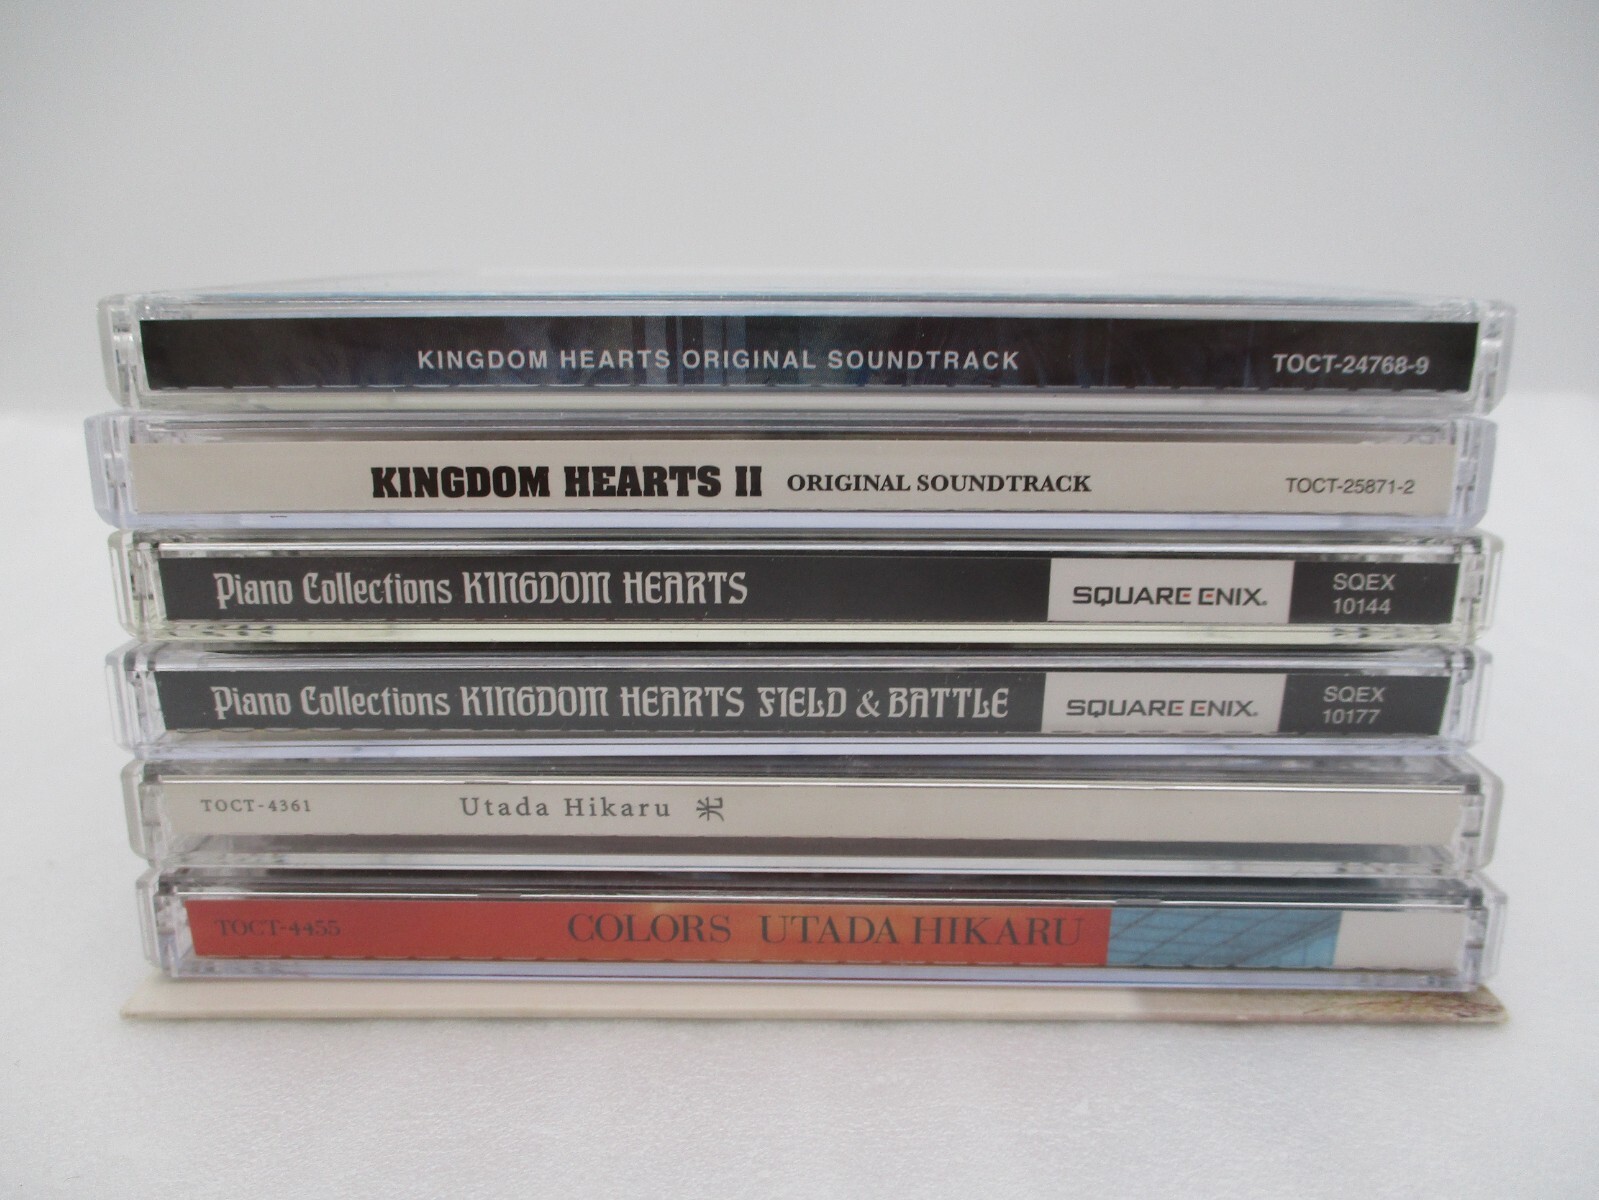 KINGDOM HEARTS ORIGINAL SOUNDTRACK TOCT-24768-9
KINGDOM HEARTS II ORIGINAL SOUNDTRACK TOCT-25871-2
Piano Collections KINGDOM HEARTS SQUARE ENIX. SQEX
10144
Piano Collections KINGDOM HEARTS FIELD & BATTLE SQUARE ENIX. SQEX
10177
TOCT-4361 Utada Hikaru 光
TOCT-4455 COLORS UTADA HIKARU